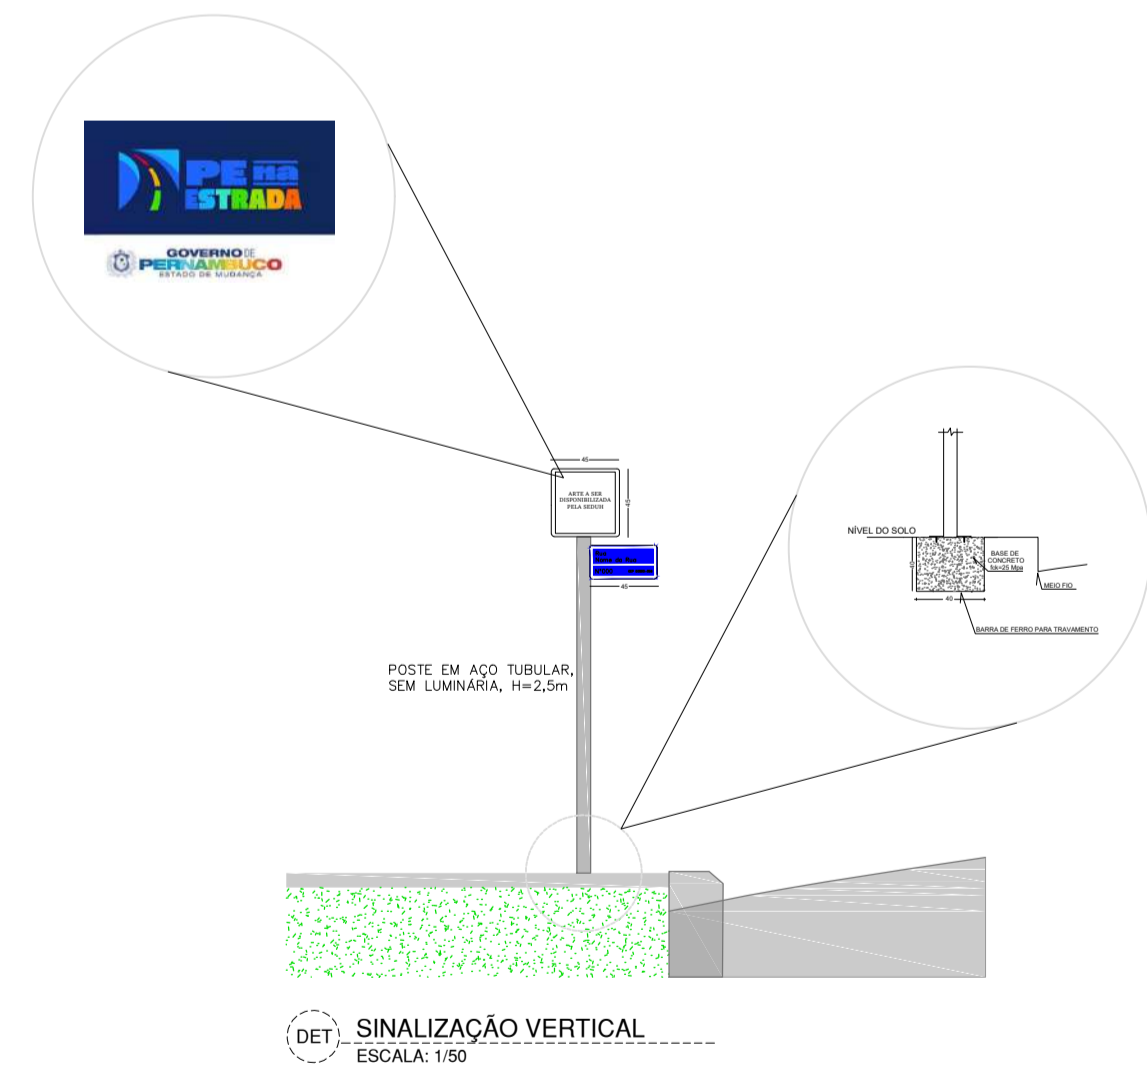 PE na
ESTRADA
GOVERNO DE
PERNAMBUCO
ESTADO DE MUDANÇA
45
ARTE A SER
DISPONIBILIZADA
PELA SEDUH
45
45
POSTE EM AÇO TUBULAR,
SEM LUMINÁRIA, H=2,5m
NÍVEL DO SOLO
BASE DE
CONCRETO
fck=25 Mpa
40
40
MEIO FIO
BARRA DE FERRO PARA TRAVAMENTO
DET
SINALIZAÇÃO VERTICAL
ESCALA: 1/50